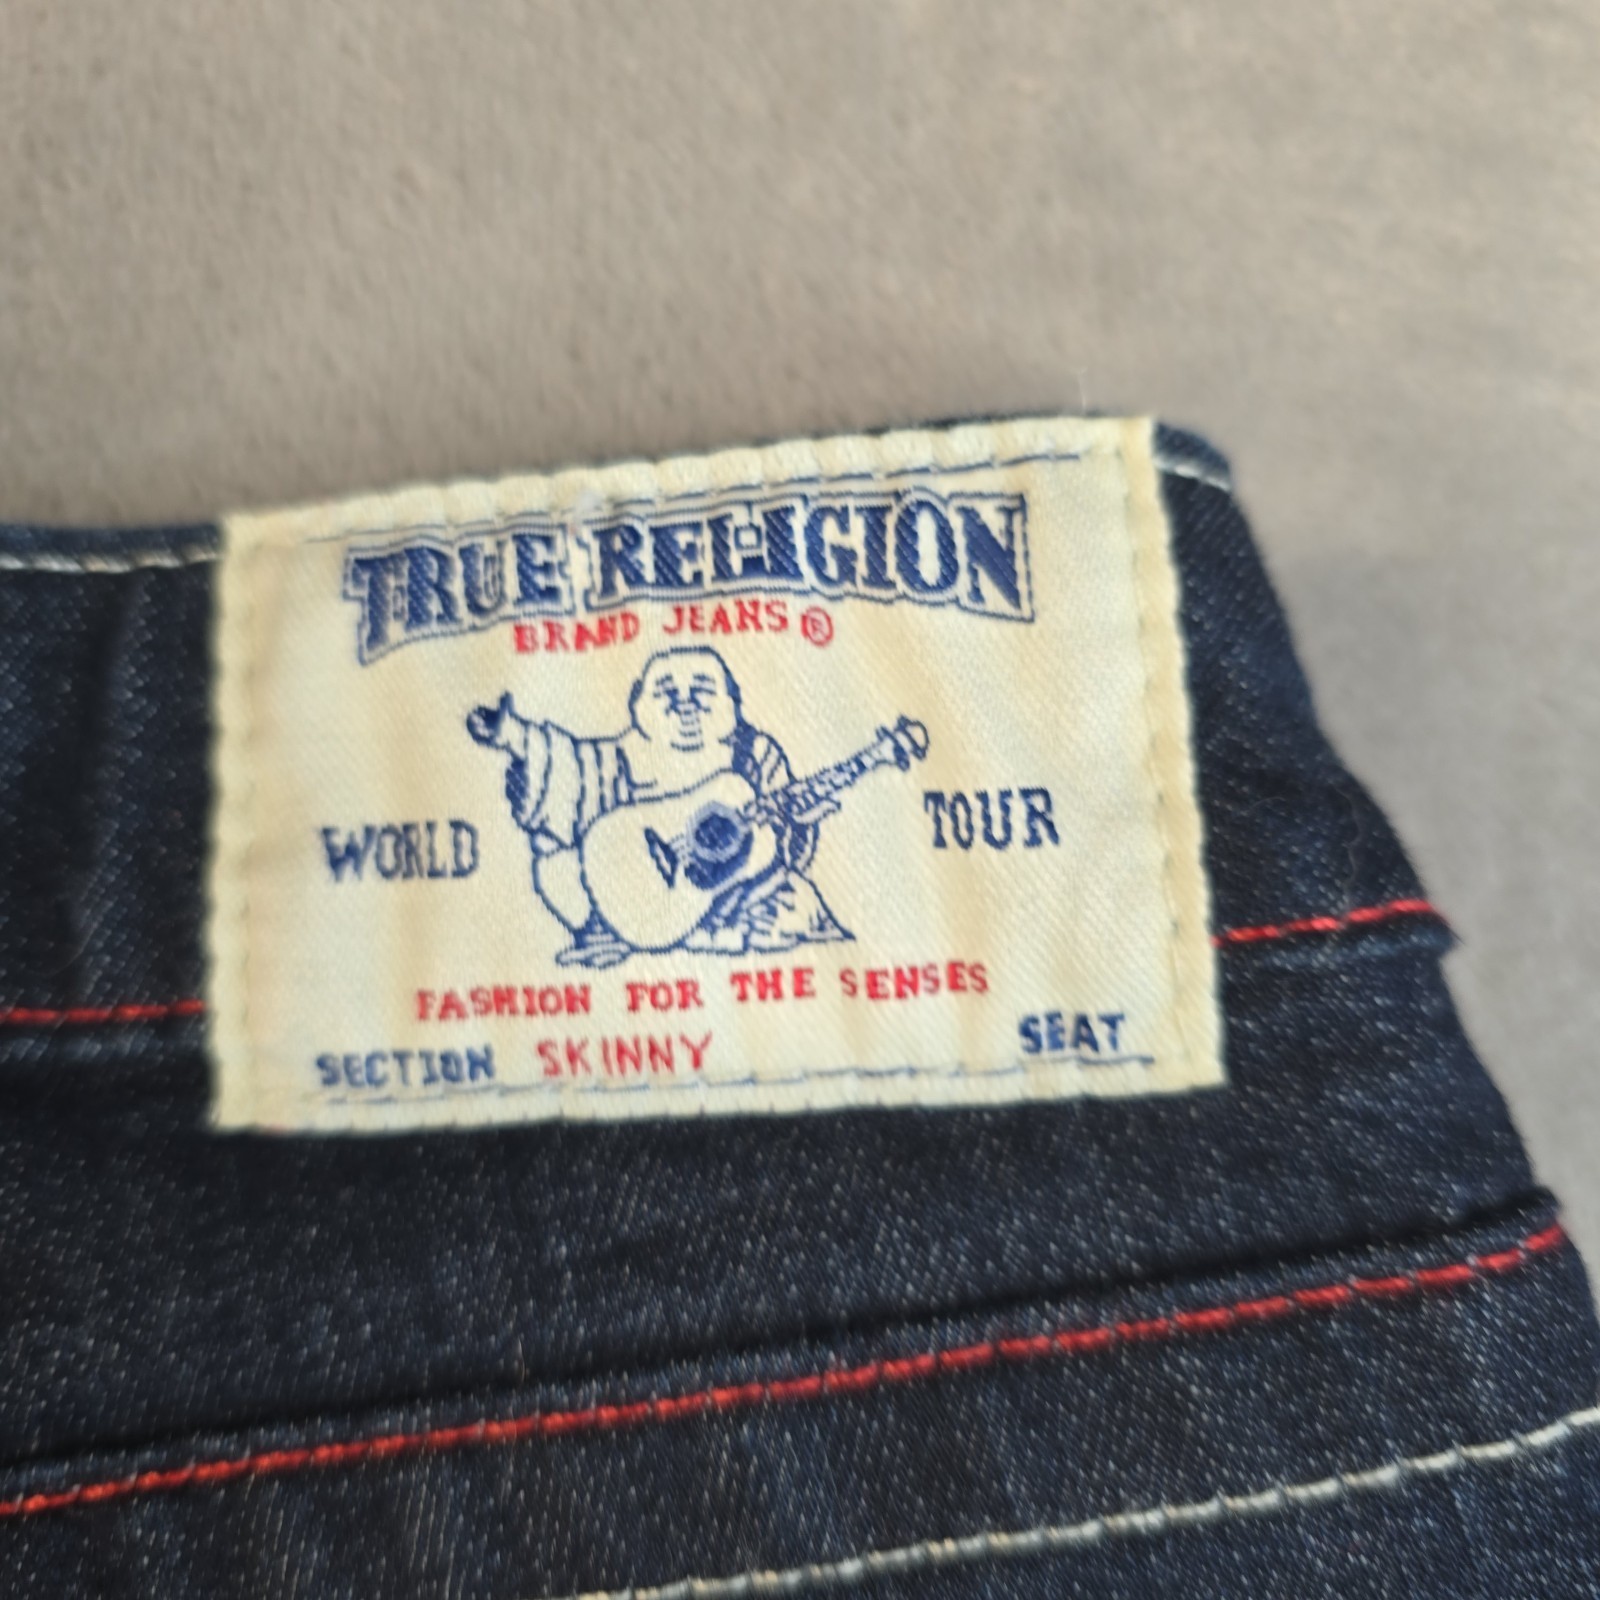 TRUE RELIGION
BRAND JEANS ®
WORLD TOUR
FASHION FOR THE SENSES
SECTION SKINNY SEAT